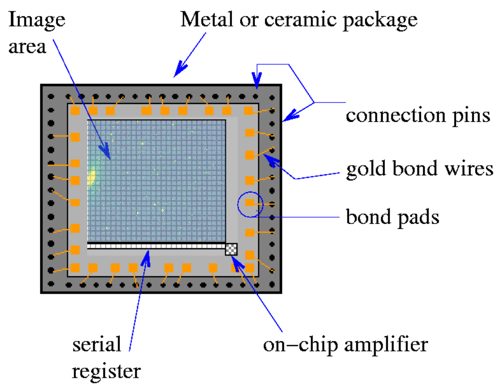 Image
area
Metal or ceramic package
connection pins
gold bond wires
bond pads
serial
register
on-chip amplifier